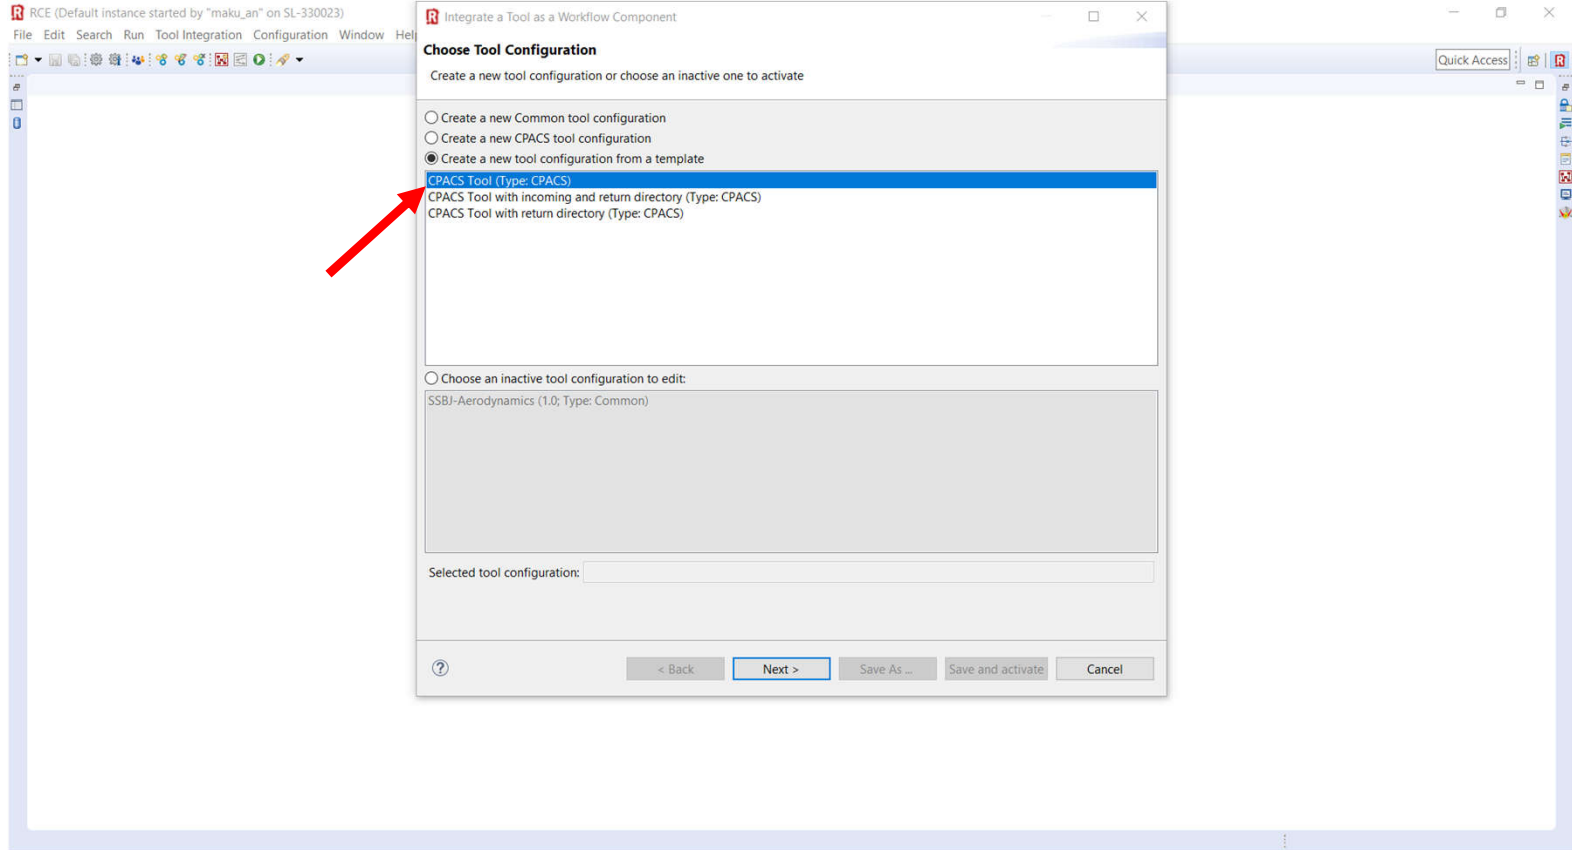 RCE (Default instance started by "maku_an" on SL-330023)
File Edit Search Run Tool Integration Configuration Window Help
Quick Access
Integrate a Tool as a Workflow Component
Choose Tool Configuration
Create a new tool configuration or choose an inactive one to activate
Create a new Common tool configuration
Create a new CPACS tool configuration
Create a new tool configuration from a template
CPACS Tool (Type: CPACS)
CPACS Tool with incoming and return directory (Type: CPACS)
CPACS Tool with return directory (Type: CPACS)
Choose an inactive tool configuration to edit:
SSBJ-Aerodynamics (1.0; Type: Common)
Selected tool configuration:
< Back Next > Save As ... Save and activate Cancel